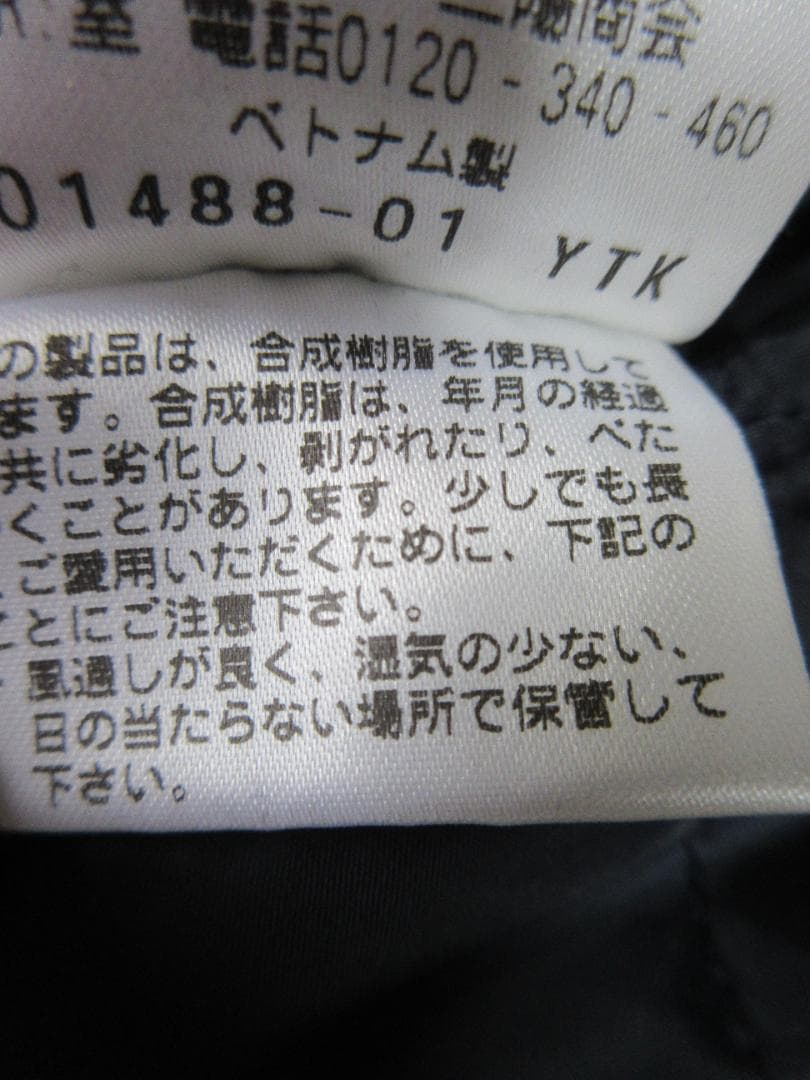 室 電話0120-340-460
ベトナム製
01488-01 YTK
の製品は、合成樹脂を使用して
ます。合成樹脂は、年月の経過
共に劣化し、剥がれたり、べた
くことがあります。少しでも長
ご愛用いただくために、下記の
とにご注意下さい。
風通しが良く、湿気の少ない、
日の当たらない場所で保管して
下さい。